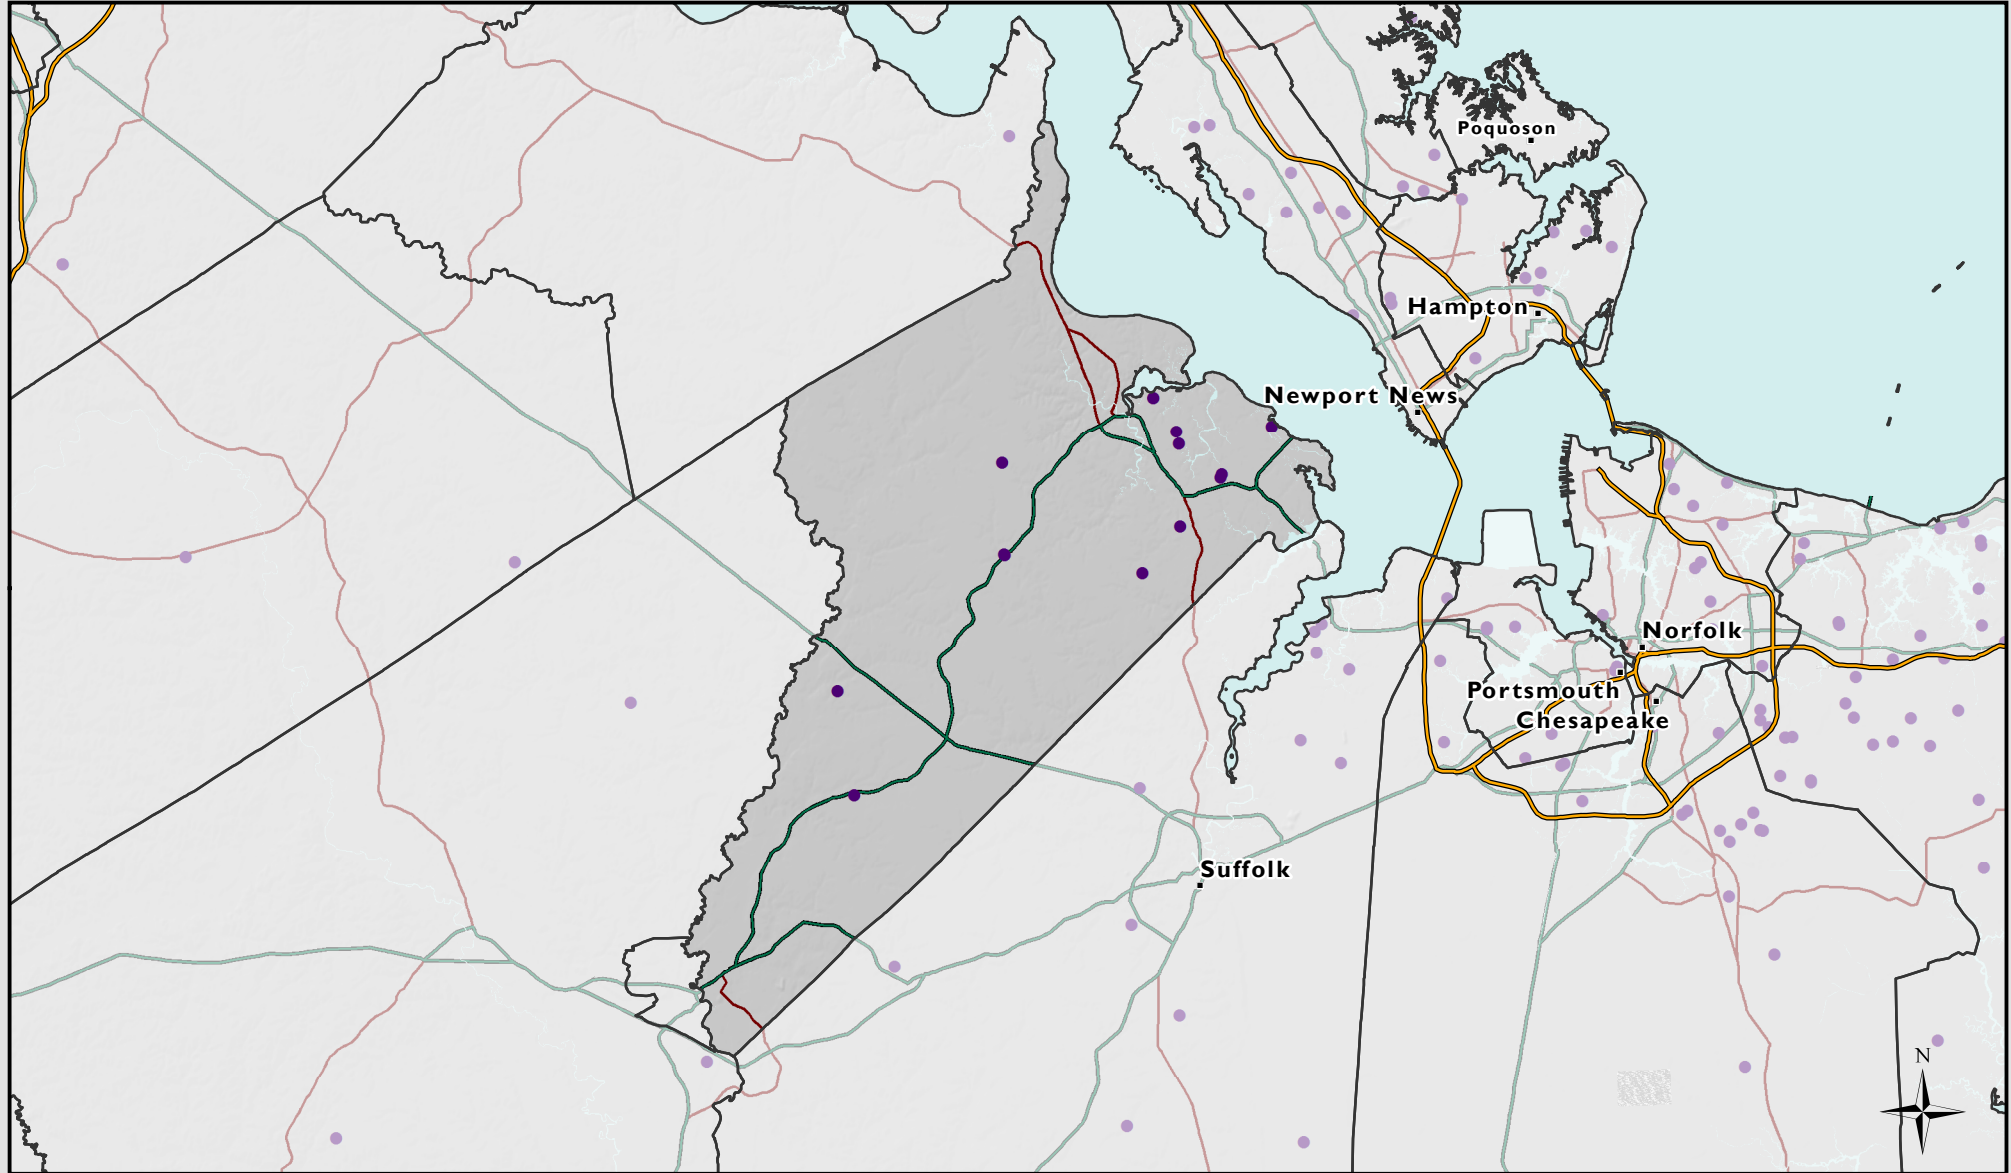 Poquoson
Hampton
Newport News
Norfolk
Portsmouth
Chesapeake
Suffolk
N